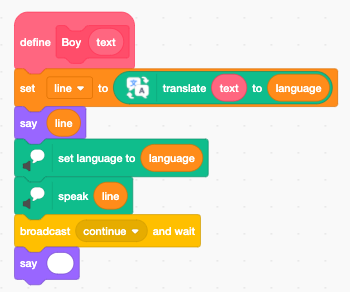 define Boy text
set line to translate text to language
say line
set language to language
speak line
broadcast continue and wait
say